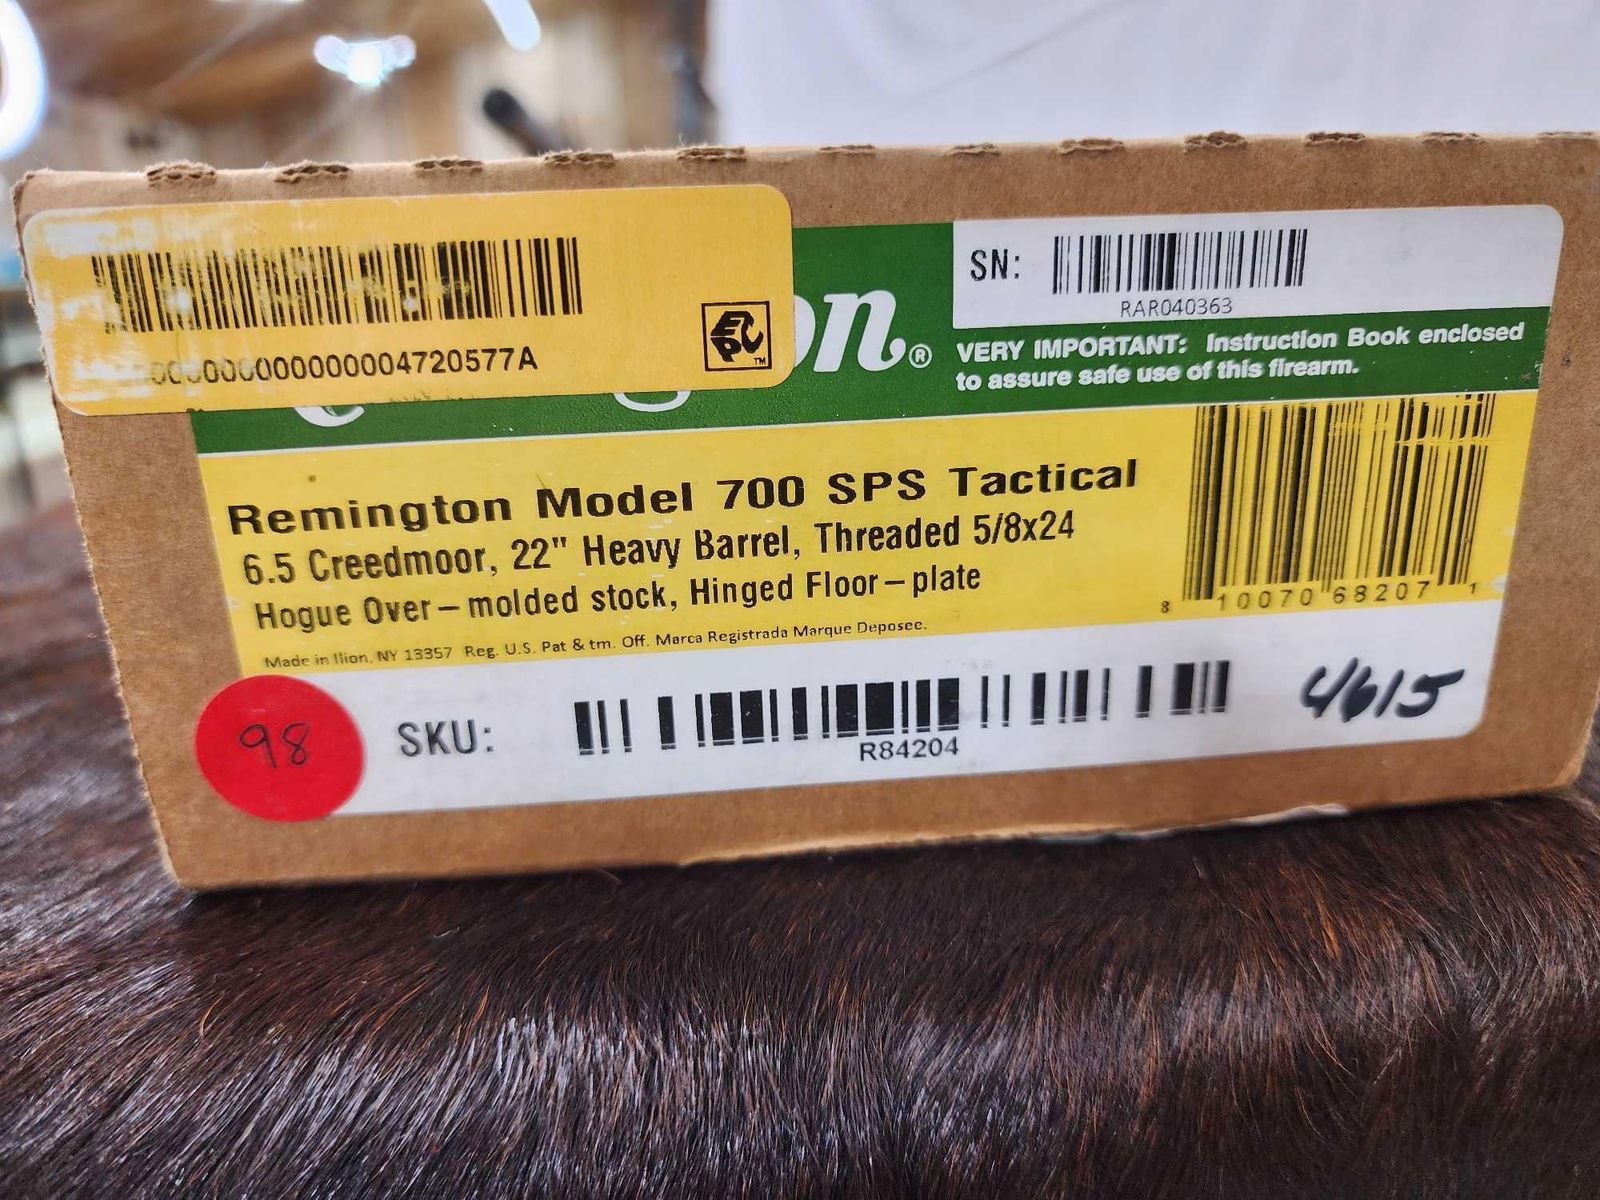 000000000000004720577A
EPC
TM
on®
SN:
RAR040363
VERY IMPORTANT: Instruction Book enclosed
to assure safe use of this firearm.
Remington Model 700 SPS Tactical
6.5 Creedmoor, 22" Heavy Barrel, Threaded 5/8x24
Hogue Over-molded stock, Hinged Floor-plate
8 10070 68207 1
Made in Ilion, NY 13357 Reg. U.S. Pat & tm. Off. Marca Registrada Marque Deposee.
98
SKU:
R84204
4615